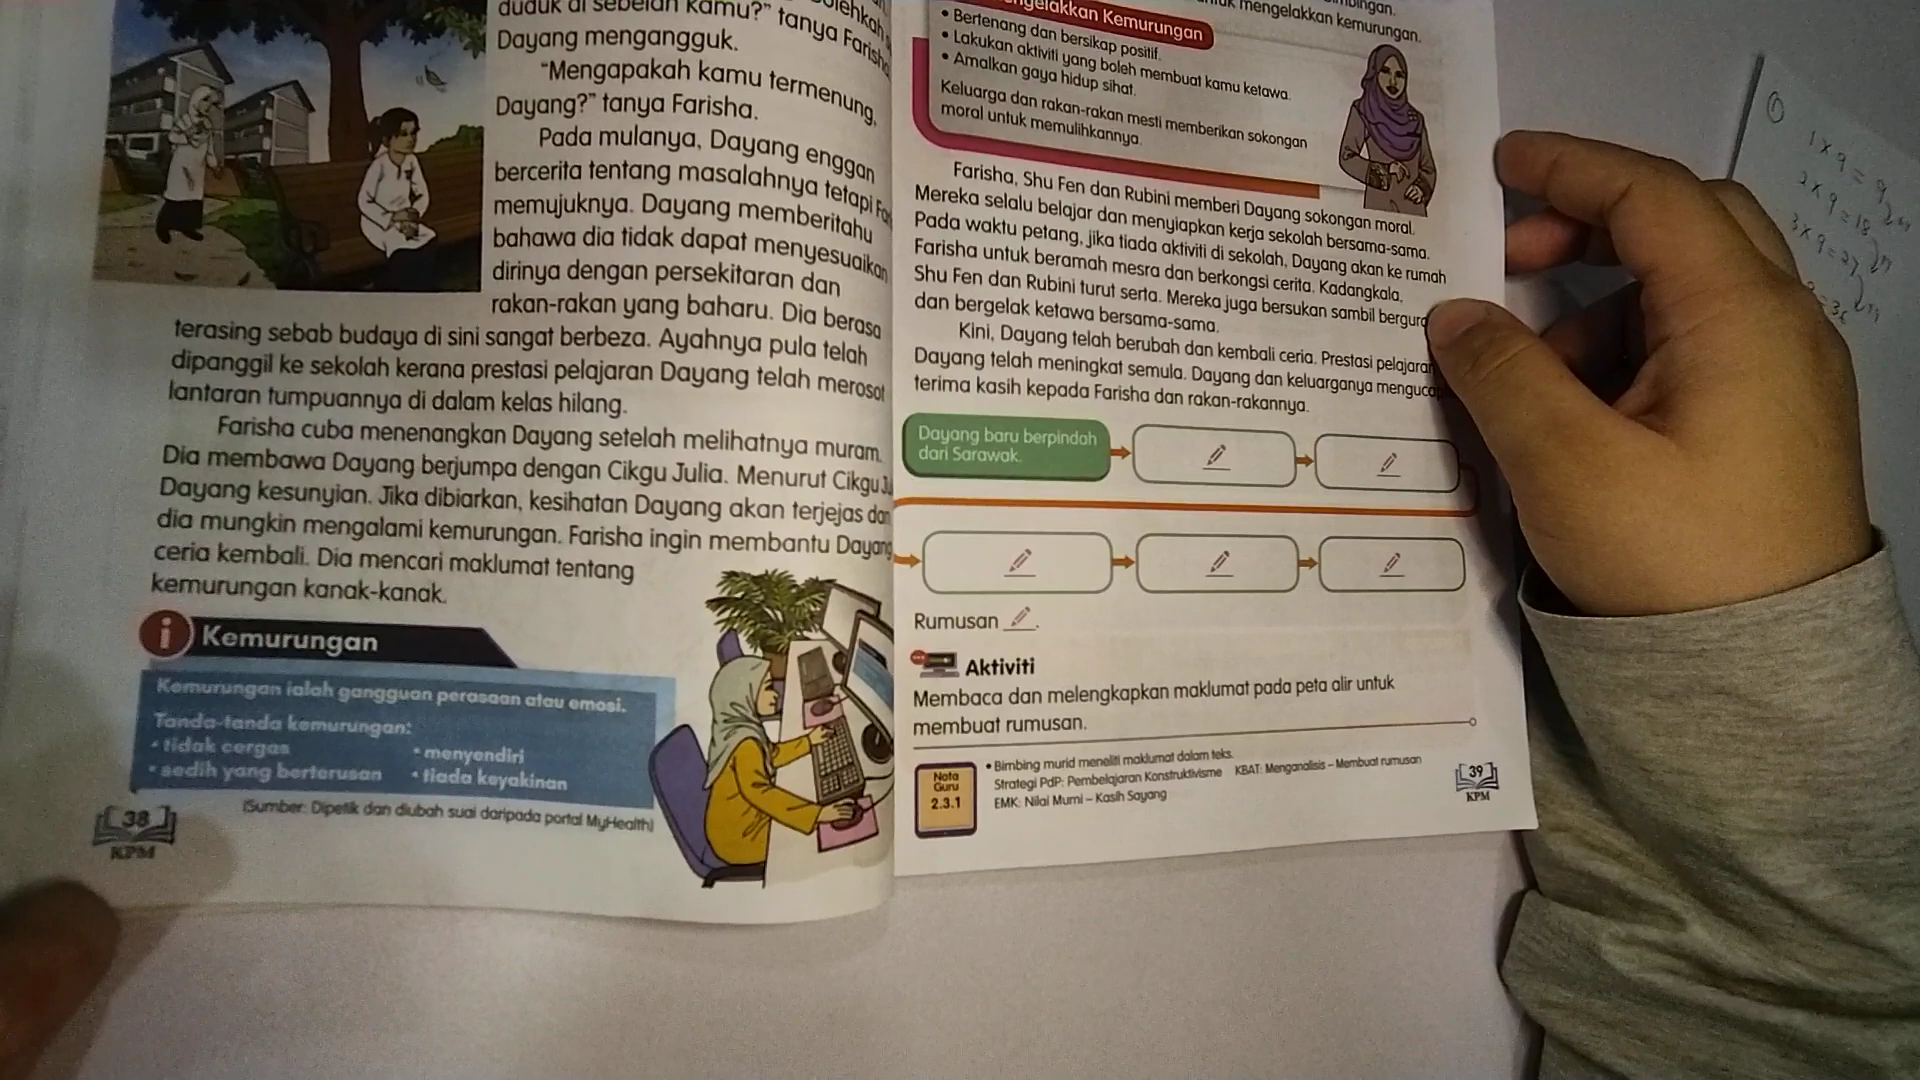 duduk di sebelah kamu?" tanya Farisha
Dayang mengangguk.
"Mengapakah kamu termenung,
Dayang?" tanya Farisha.
Pada mulanya, Dayang enggan
bercerita tentang masalahnya tetapi
memujuknya. Dayang memberitahu
bahawa dia tidak dapat menyesuaikan
dirinya dengan persekitaran dan
rakan-rakan yang baharu. Dia berasa
terasing sebab budaya di sini sangat berbeza. Ayahnya pula telah
dipanggil ke sekolah kerana prestasi pelajaran Dayang telah merosot
lantaran tumpuannya di dalam kelas hilang.
Farisha cuba menenangkan Dayang setelah melihatnya muram.
Dia membawa Dayang berjumpa dengan Cikgu Julia. Menurut Cikgu
Dayang kesunyian. Jika dibiarkan, kesihatan Dayang akan terjejas dan
dia mungkin mengalami kemurungan. Farisha ingin membantu Dayang
ceria kembali. Dia mencari maklumat tentang
kemurungan kanak-kanak.
i Kemurungan
Kemurungan ialah gangguan perasaan atau emosi.
Tanda-tanda kemurungan:
• tidak cergas
• menyendiri
• sedih yang berterusan
• tiada keyakinan
(Sumber: Dipetik dan diubah suai daripada portal MyHealth)
38
KPM
mengelakkan kemurungan.
Kemurungan
• Bertenang dan bersikap positif.
• Lakukan aktiviti yang boleh membuat kamu ketawa.
• Amalkan gaya hidup sihat.
Keluarga dan rakan-rakan mesti memberikan sokongan
moral untuk memulihkannya.
Farisha, Shu Fen dan Rubini memberi Dayang sokongan moral.
Mereka selalu belajar dan menyiapkan kerja sekolah bersama-sama.
Pada waktu petang, jika tiada aktiviti di sekolah, Dayang akan ke rumah
Farisha untuk beramah mesra dan berkongsi cerita. Kadangkala,
Shu Fen dan Rubini turut serta. Mereka juga bersukan sambil
dan bergelak ketawa bersama-sama.
Kini, Dayang telah berubah dan kembali ceria. Prestasi pelajaran
Dayang telah meningkat semula. Dayang dan keluarganya
terima kasih kepada Farisha dan rakan-rakannya.
Dayang baru berpindah
dari Sarawak.
Rumusan
Aktiviti
Membaca dan melengkapkan maklumat pada peta alir untuk
membuat rumusan.
Nota
Guru
2.3.1
• Bimbing murid meneliti maklumat dalam teks.
Strategi PdP: Pembelajaran Konstruktivisme KBAT: Menganalisis – Membuat rumusan
EMK: Nilai Murni – Kasih Sayang
39
KPM
1 x 9 = 9
2 x 9 = 18
3 x 9 = 27